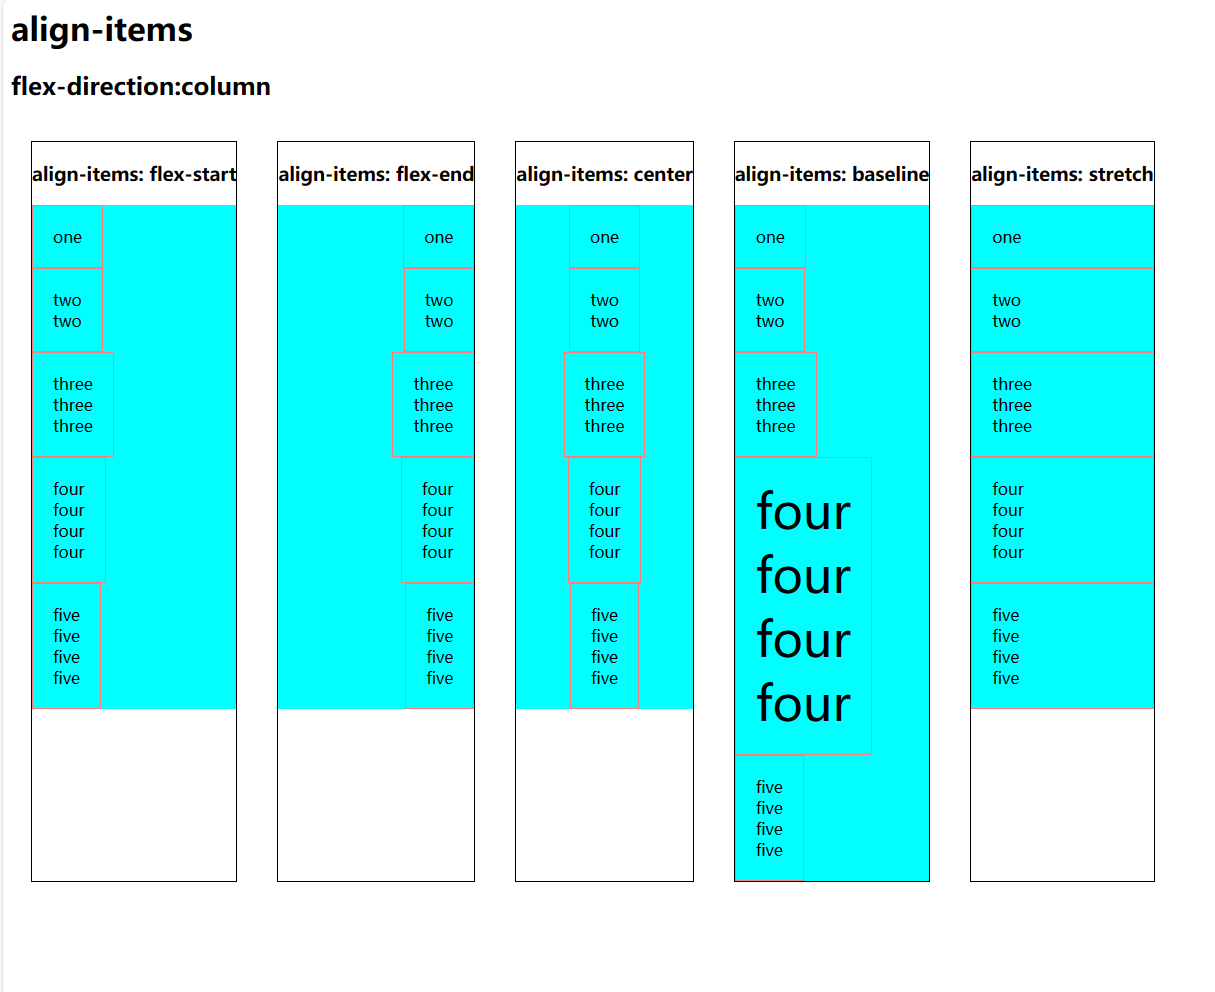 align-items
flex-direction:column
align-items: flex-start
one
two
two
three
three
three
four
four
four
four
five
five
five
five
align-items: flex-end
one
two
two
three
three
three
four
four
four
four
five
five
five
five
align-items: center
one
two
two
three
three
three
four
four
four
four
five
five
five
five
align-items: baseline
one
two
two
three
three
three
four
four
four
four
five
five
five
five
align-items: stretch
one
two
two
three
three
three
four
four
four
four
five
five
five
five